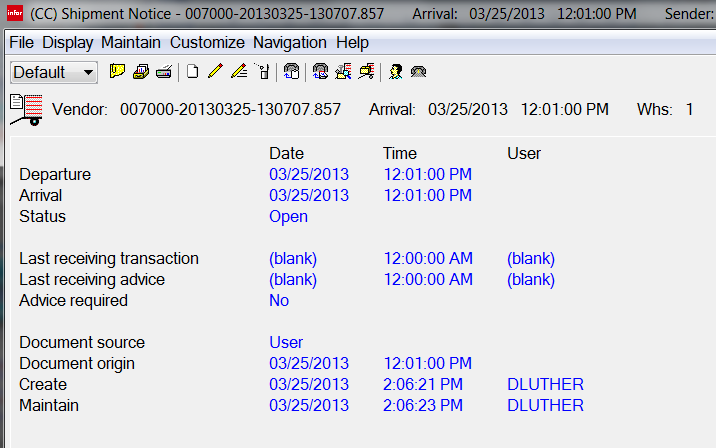 infor (CC) Shipment Notice - 007000-20130325-130707.857 Arrival: 03/25/2013 12:01:00 PM Sender:
File Display Maintain Customize Navigation Help
Default
Vendor: 007000-20130325-130707.857 Arrival: 03/25/2013 12:01:00 PM Whs: 1
Date Time User
Departure 03/25/2013 12:01:00 PM
Arrival 03/25/2013 12:01:00 PM
Status Open
Last receiving transaction (blank) 12:00:00 AM (blank)
Last receiving advice (blank) 12:00:00 AM (blank)
Advice required No
Document source User
Document origin 03/25/2013 12:01:00 PM
Create 03/25/2013 2:06:21 PM DLUTHER
Maintain 03/25/2013 2:06:23 PM DLUTHER